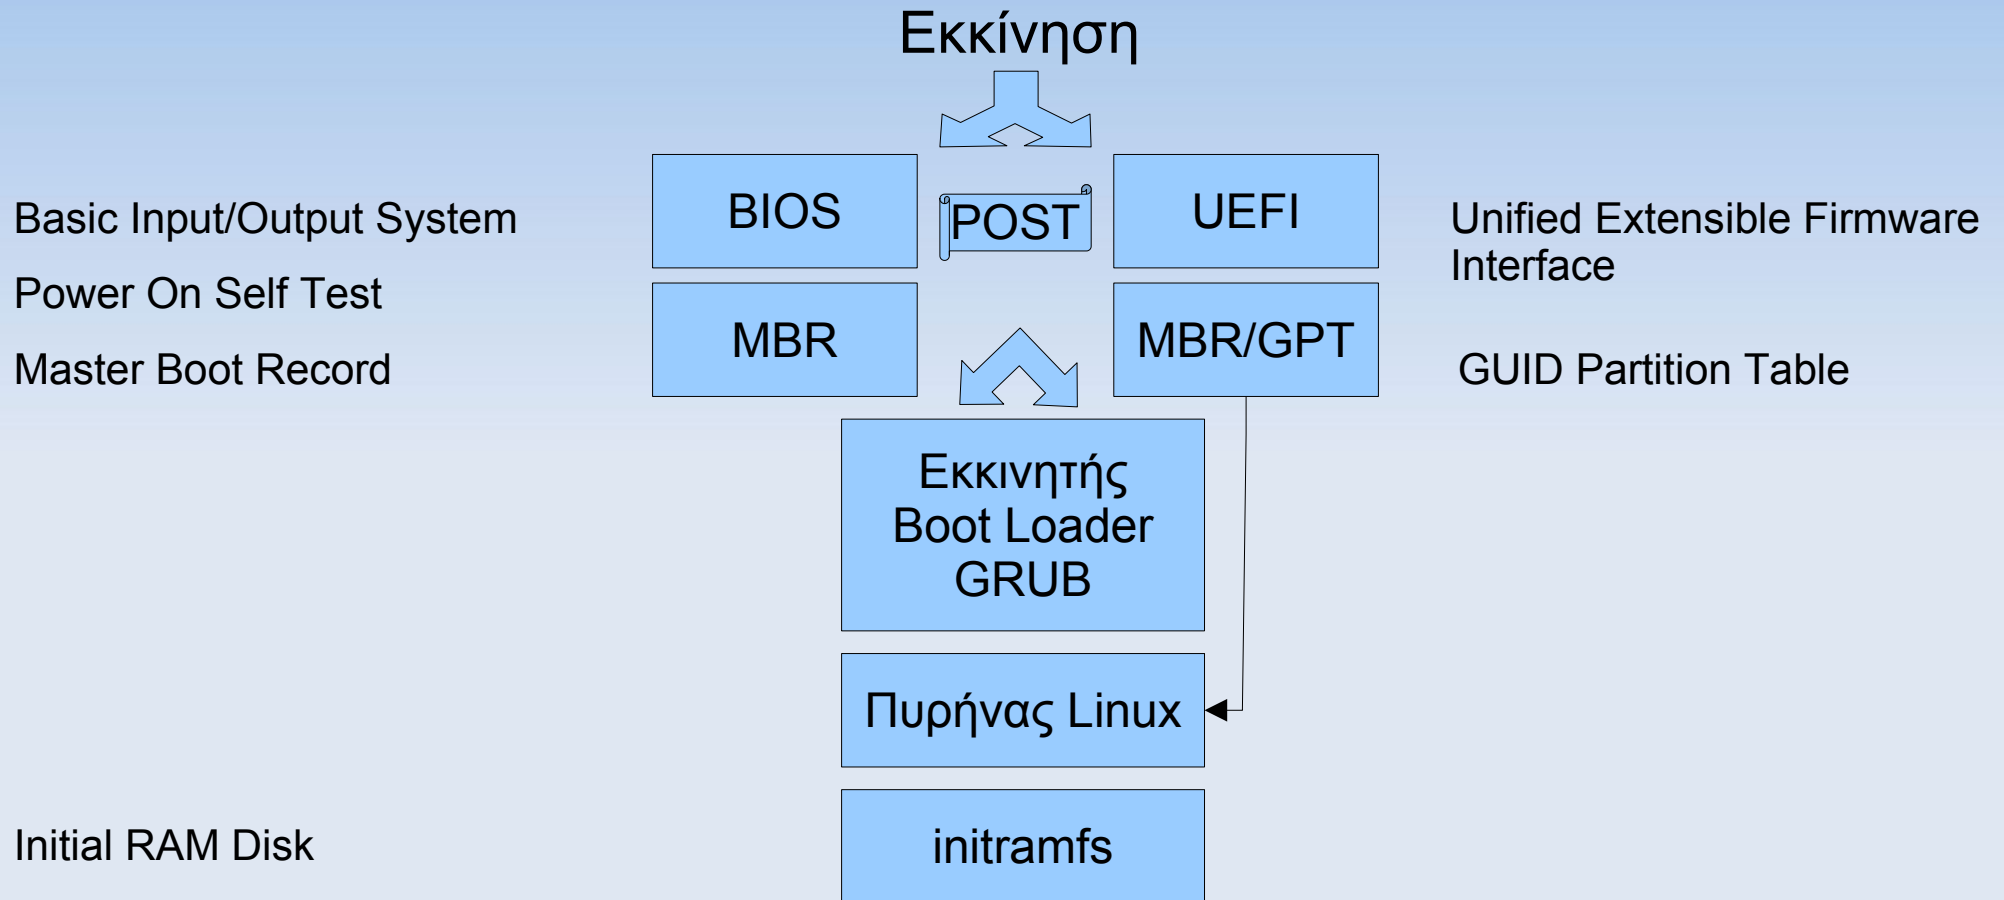 Εκκίνηση
Basic Input/Output System
BIOS
POST
UEFI
Unified Extensible Firmware
Interface
Power On Self Test
MBR
MBR/GPT
Master Boot Record
GUID Partition Table
Εκκινητής
Boot Loader
GRUB
Πυρήνας Linux
Initial RAM Disk
initramfs